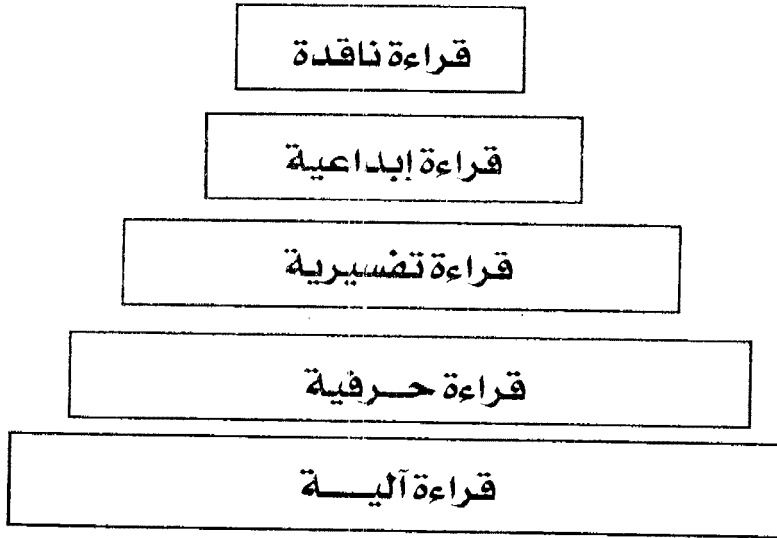 قراءة ناقدة
قراءة إبداعية
قراءة تفسيرية
قراءة حرفية
قراءة آلية